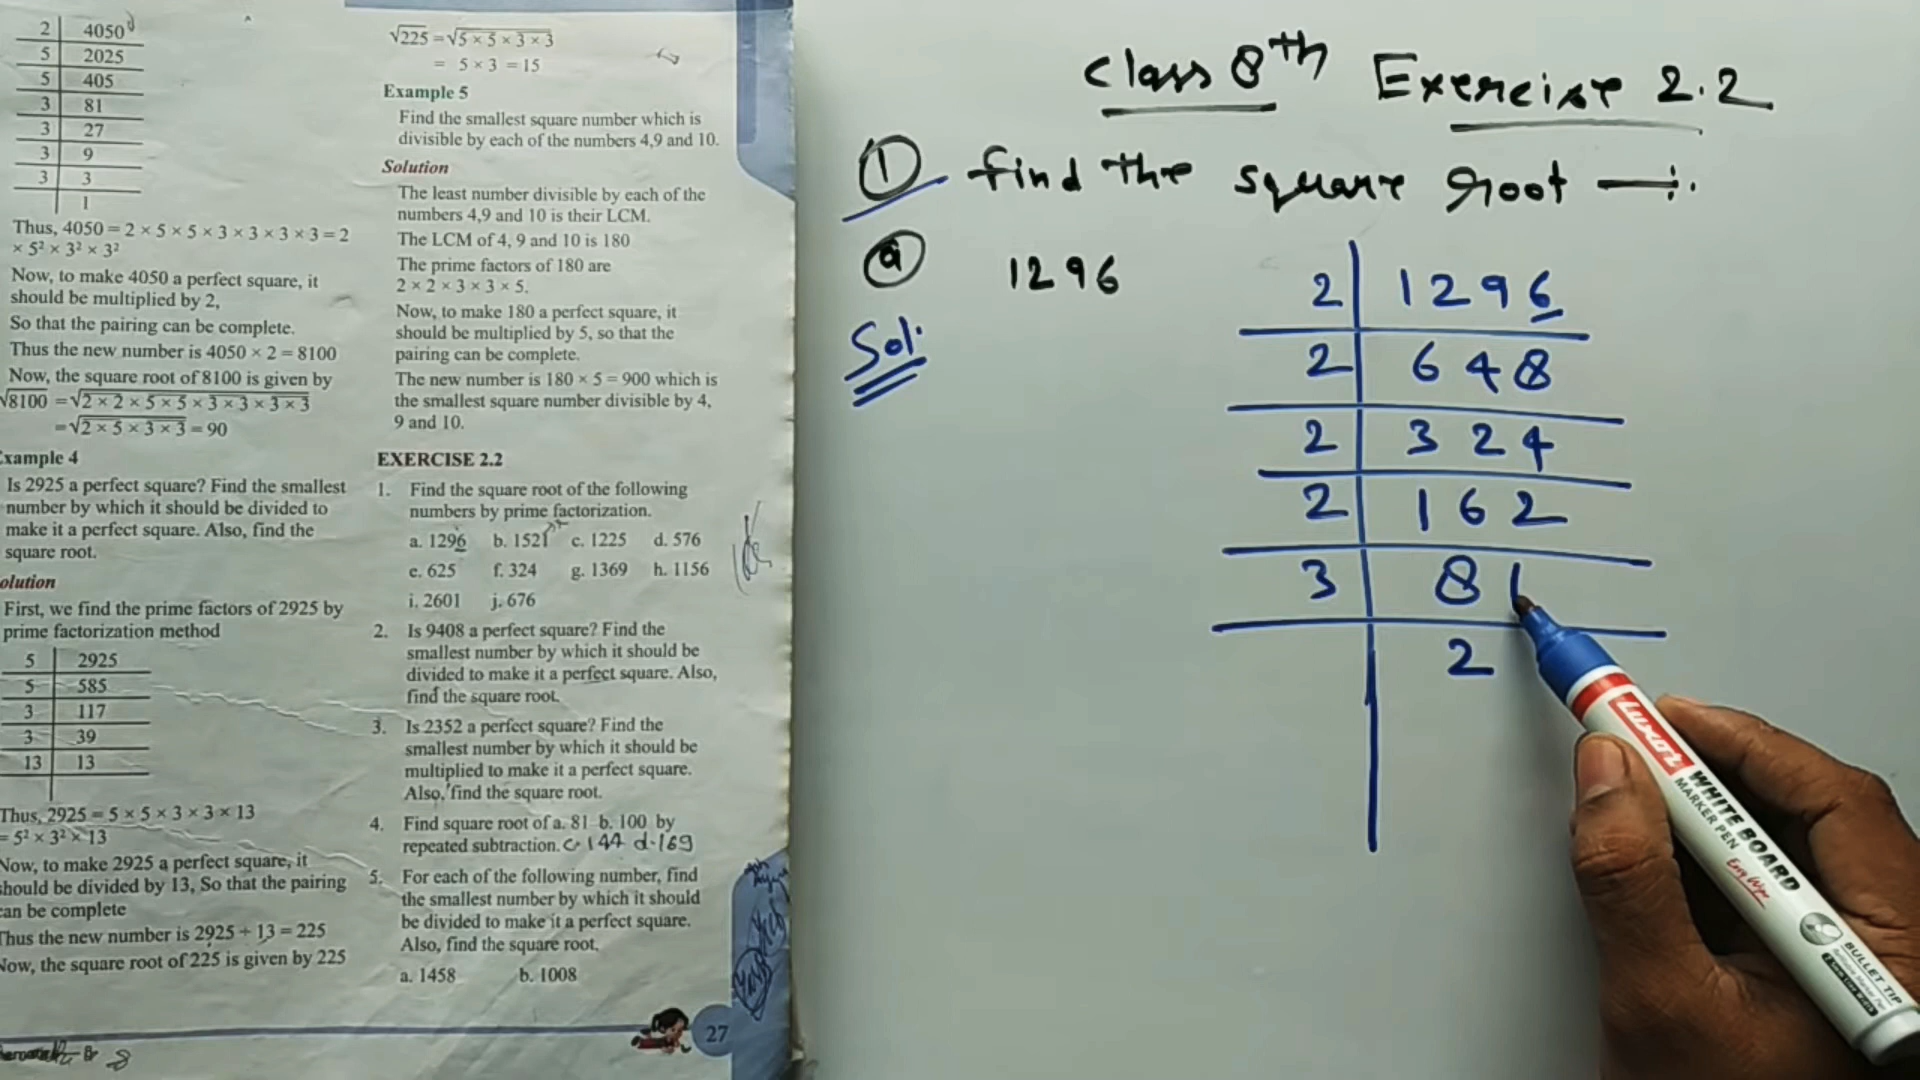 2 4050
5 2025
5 405
3 81
3 27
3 9
3 3
1
Thus, 4050 = 2 × 5 × 5 × 3 × 3 × 3 × 3 = 2
× 5² × 3² × 3²
Now, to make 4050 a perfect square, it
should be multiplied by 2,
So that the pairing can be complete.
Thus the new number is 4050 × 2 = 8100
Now, the square root of 8100 is given by
√8100 = √2 × 2 × 5 × 5 × 3 × 3 × 3 × 3
= √2 × 5 × 3 × 3 = 90
Example 4
Is 2925 a perfect square? Find the smallest
number by which it should be divided to
make it a perfect square. Also, find the
square root.
olution
First, we find the prime factors of 2925 by
prime factorization method
5 2925
5 585
3 117
3 39
13 13
Thus, 2925 = 5 × 5 × 3 × 3 × 13
= 5² × 3² × 13
Now, to make 2925 a perfect square, it
should be divided by 13, So that the pairing
can be complete
Thus the new number is 2925 ÷ 13 = 225
Now, the square root of 225 is given by 225
√225 = √5 × 5 × 3 × 3
= 5 × 3 = 15
Example 5
Find the smallest square number which is
divisible by each of the numbers 4,9 and 10.
Solution
The least number divisible by each of the
numbers 4,9 and 10 is their LCM.
The LCM of 4, 9 and 10 is 180
The prime factors of 180 are
2 × 2 × 3 × 3 × 5.
Now, to make 180 a perfect square, it
should be multiplied by 5, so that the
pairing can be complete.
The new number is 180 × 5 = 900 which is
the smallest square number divisible by 4,
9 and 10.
EXERCISE 2.2
1. Find the square root of the following
numbers by prime factorization.
a. 1296 b. 1521 c. 1225 d. 576
e. 625 f. 324 g. 1369 h. 1156
i. 2601 j. 676
2. Is 9408 a perfect square? Find the
smallest number by which it should be
divided to make it a perfect square. Also,
find the square root.
3. Is 2352 a perfect square? Find the
smallest number by which it should be
multiplied to make it a perfect square.
Also, find the square root.
4. Find square root of a. 81 b. 100 by
repeated subtraction. c. 144 d. 169
5. For each of the following number, find
the smallest number by which it should
be divided to make it a perfect square.
Also, find the square root.
a. 1458 b. 1008
27
Class 8th Exercise 2.2
① find the square root —:
ⓐ 1296
Sol.
2 1296
2 648
2 324
2 162
3 81
2
Luxor
WHITE BOARD
MARKER PEN
Easy Wipe
BULLET TIP